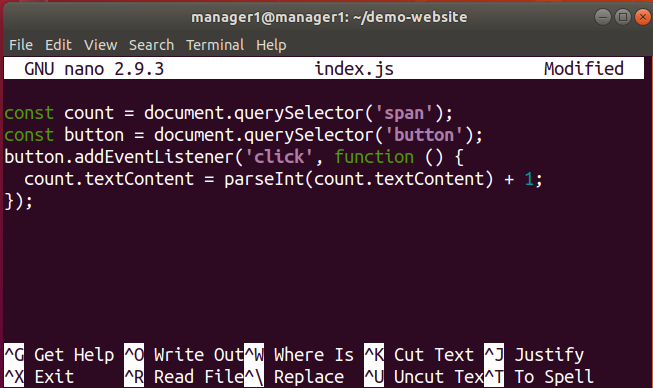 manager1@manager1: ~/demo-website
File Edit View Search Terminal Help
GNU nano 2.9.3 index.js Modified
const count = document.querySelector('span');
const button = document.querySelector('button');
button.addEventListener('click', function () {
  count.textContent = parseInt(count.textContent) + 1;
});
^G Get Help ^O Write Out ^W Where Is ^K Cut Text ^J Justify
^X Exit ^R Read File ^\ Replace ^U Uncut Tex ^T To Spell